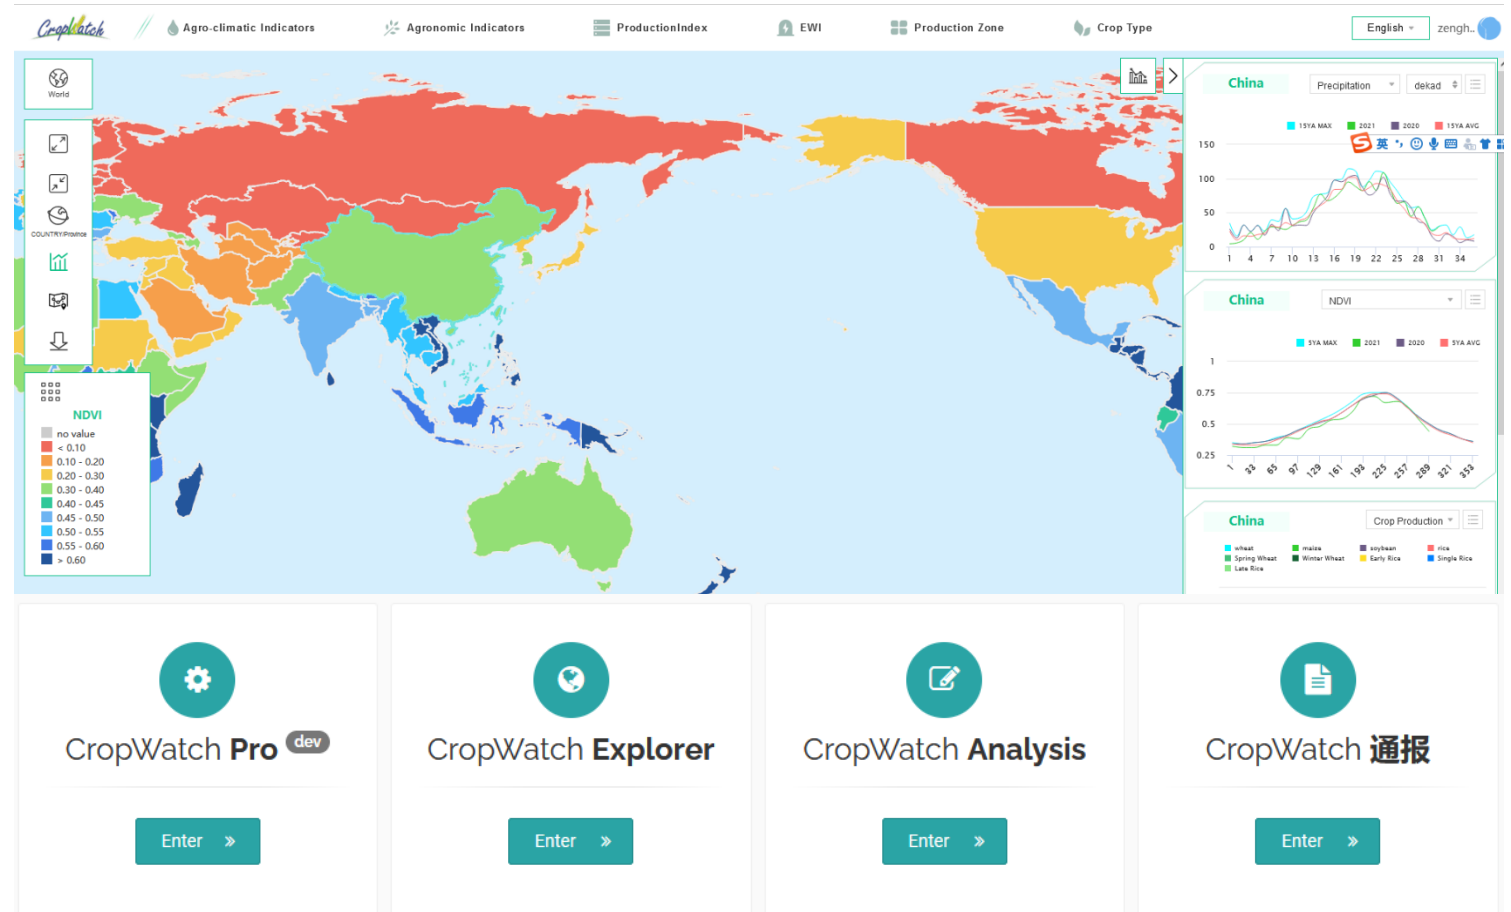 CropWatch
Agro-climatic Indicators
Agronomic Indicators
ProductionIndex
EWI
Production Zone
Crop Type
English
zengh..
World
COUNTRY/Province
NDVI
no value
< 0.10
0.10 - 0.20
0.20 - 0.30
0.30 - 0.40
0.40 - 0.45
0.45 - 0.50
0.50 - 0.55
0.55 - 0.60
> 0.60
China
Precipitation
dekad
15YA MAX 2021 2020 15YA AVG
英
150
100
50
0
1 4 7 10 13 16 19 22 25 28 31 34
China
NDVI
5YA MAX 2021 2020 5YA AVG
1
0.75
0.5
0.25
1 33 65 97 129 161 193 225 257 289 321 353
China
Crop Production
wheat maize soybean rice
Spring Wheat Winter Wheat Early Rice Single Rice
Late Rice
CropWatch Pro dev
Enter »
CropWatch Explorer
Enter »
CropWatch Analysis
Enter »
CropWatch 通报
Enter »